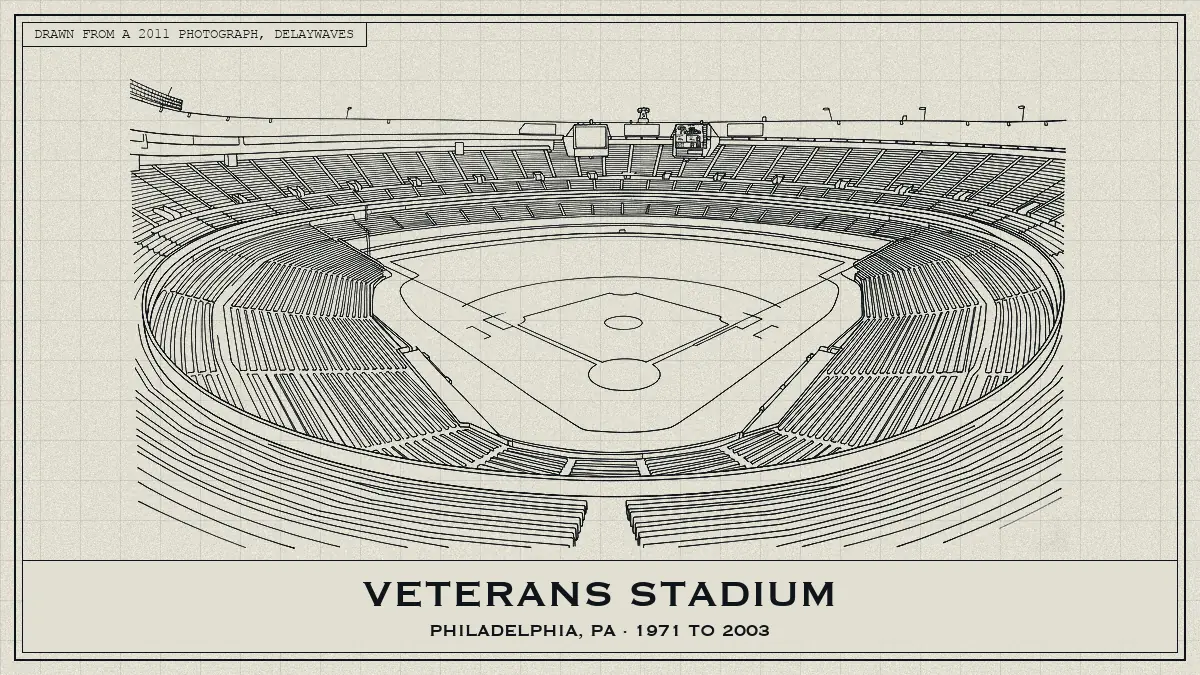 DRAWN FROM A 2011 PHOTOGRAPH, DELAYWAVES
VETERANS STADIUM
PHILADELPHIA, PA · 1971 TO 2003